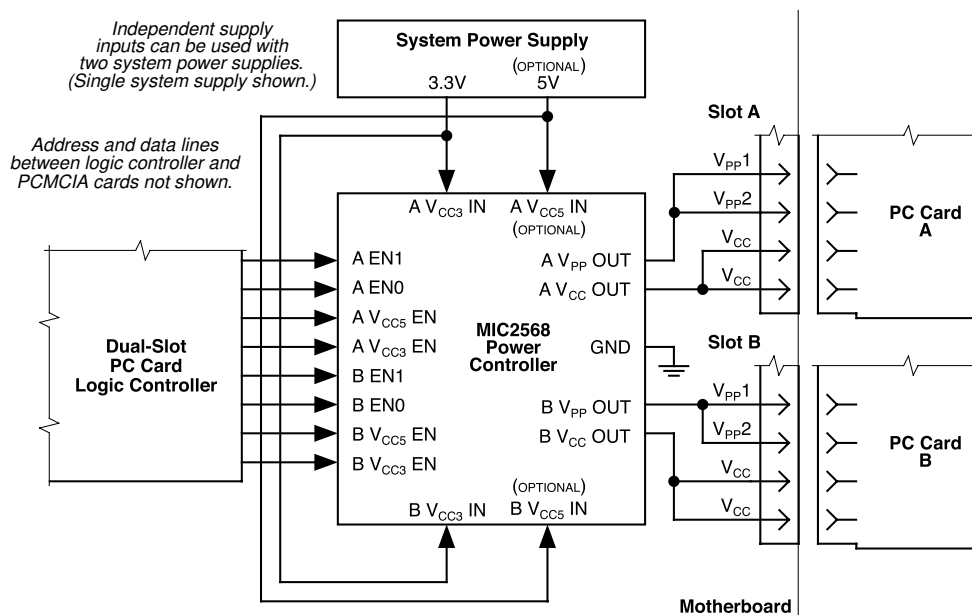 Independent supply
inputs can be used with
two system power supplies.
(Single system supply shown.)
System Power Supply
(OPTIONAL)
3.3V 5V
Address and data lines
between logic controller and
PCMCIA cards not shown.
A VCC3 IN A VCC5 IN
(OPTIONAL)
Dual-Slot
PC Card
Logic Controller
A EN1
A EN0
A VCC5 EN
A VCC3 EN
B EN1
B EN0
B VCC5 EN
B VCC3 EN
MIC2568
Power
Controller
A VPP OUT
A VCC OUT
GND
B VPP OUT
B VCC OUT
(OPTIONAL)
B VCC3 IN B VCC5 IN
Slot A
VPP1
VPP2
VCC
VCC
PC Card
A
Slot B
VPP1
VPP2
VCC
VCC
PC Card
B
Motherboard